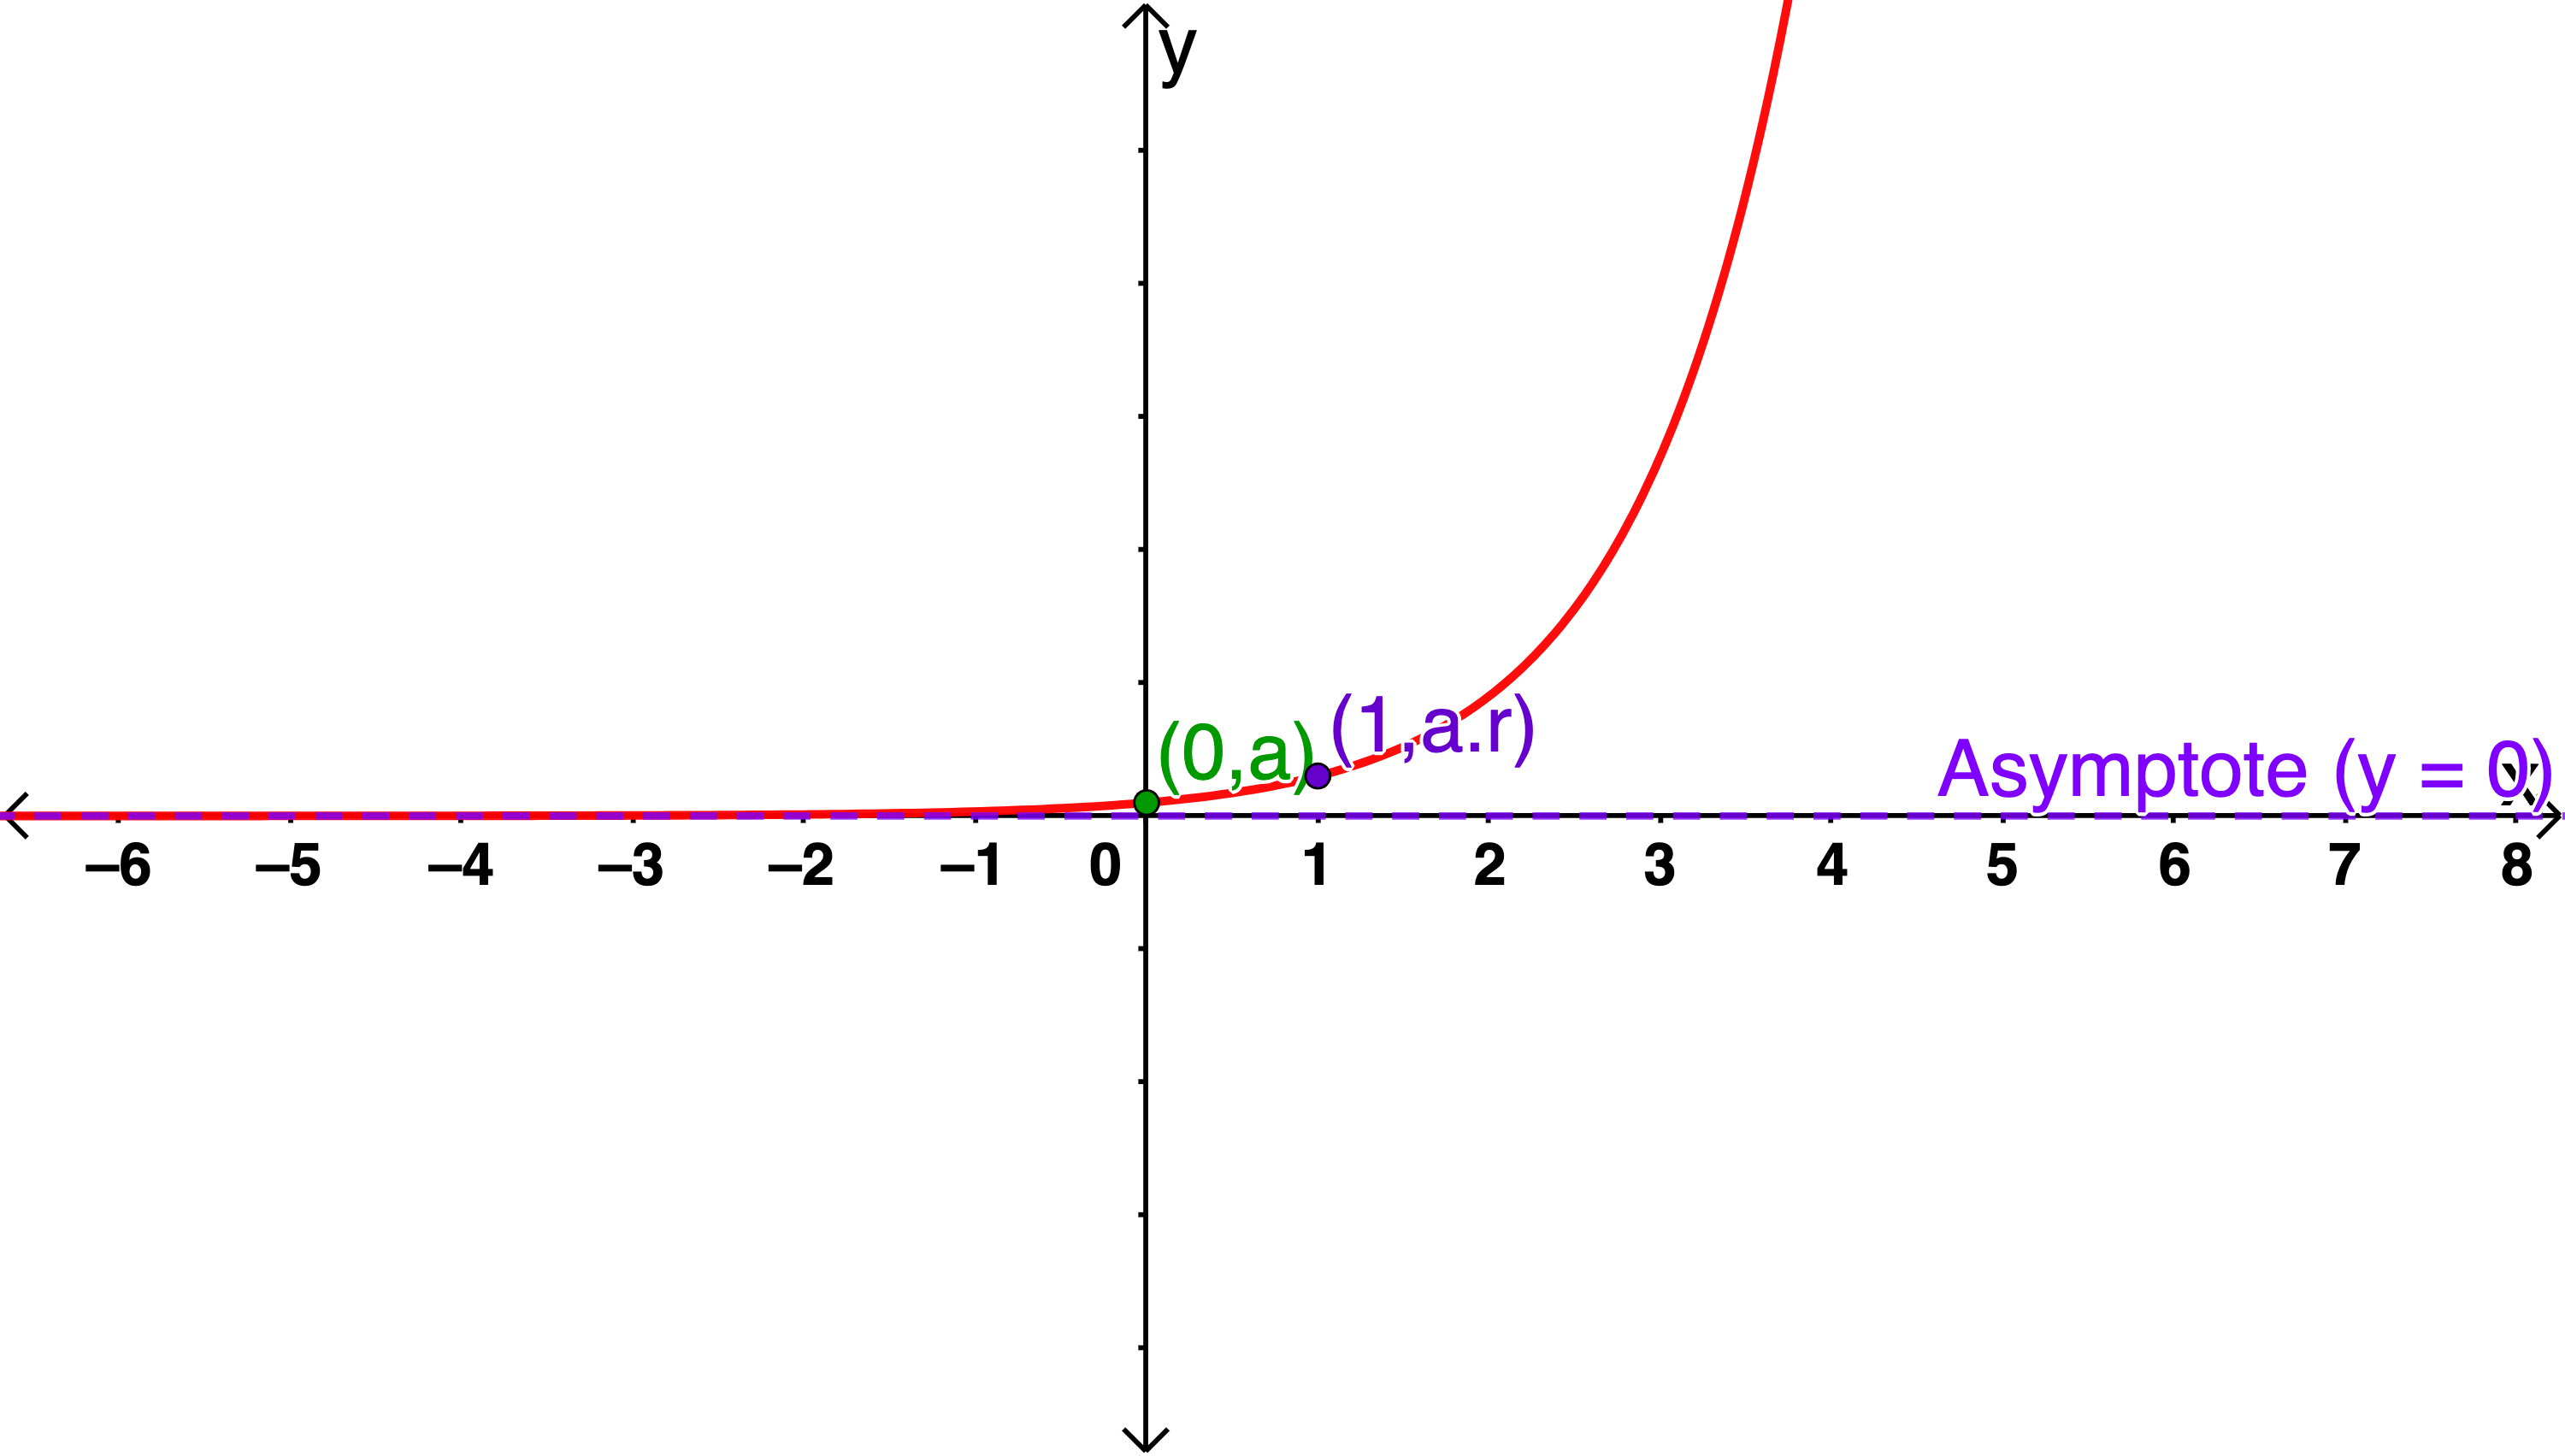 y
(0,a)
(1,a.r)
Asymptote (y = 0)
x
–6 –5 –4 –3 –2 –1 0 1 2 3 4 5 6 7 8